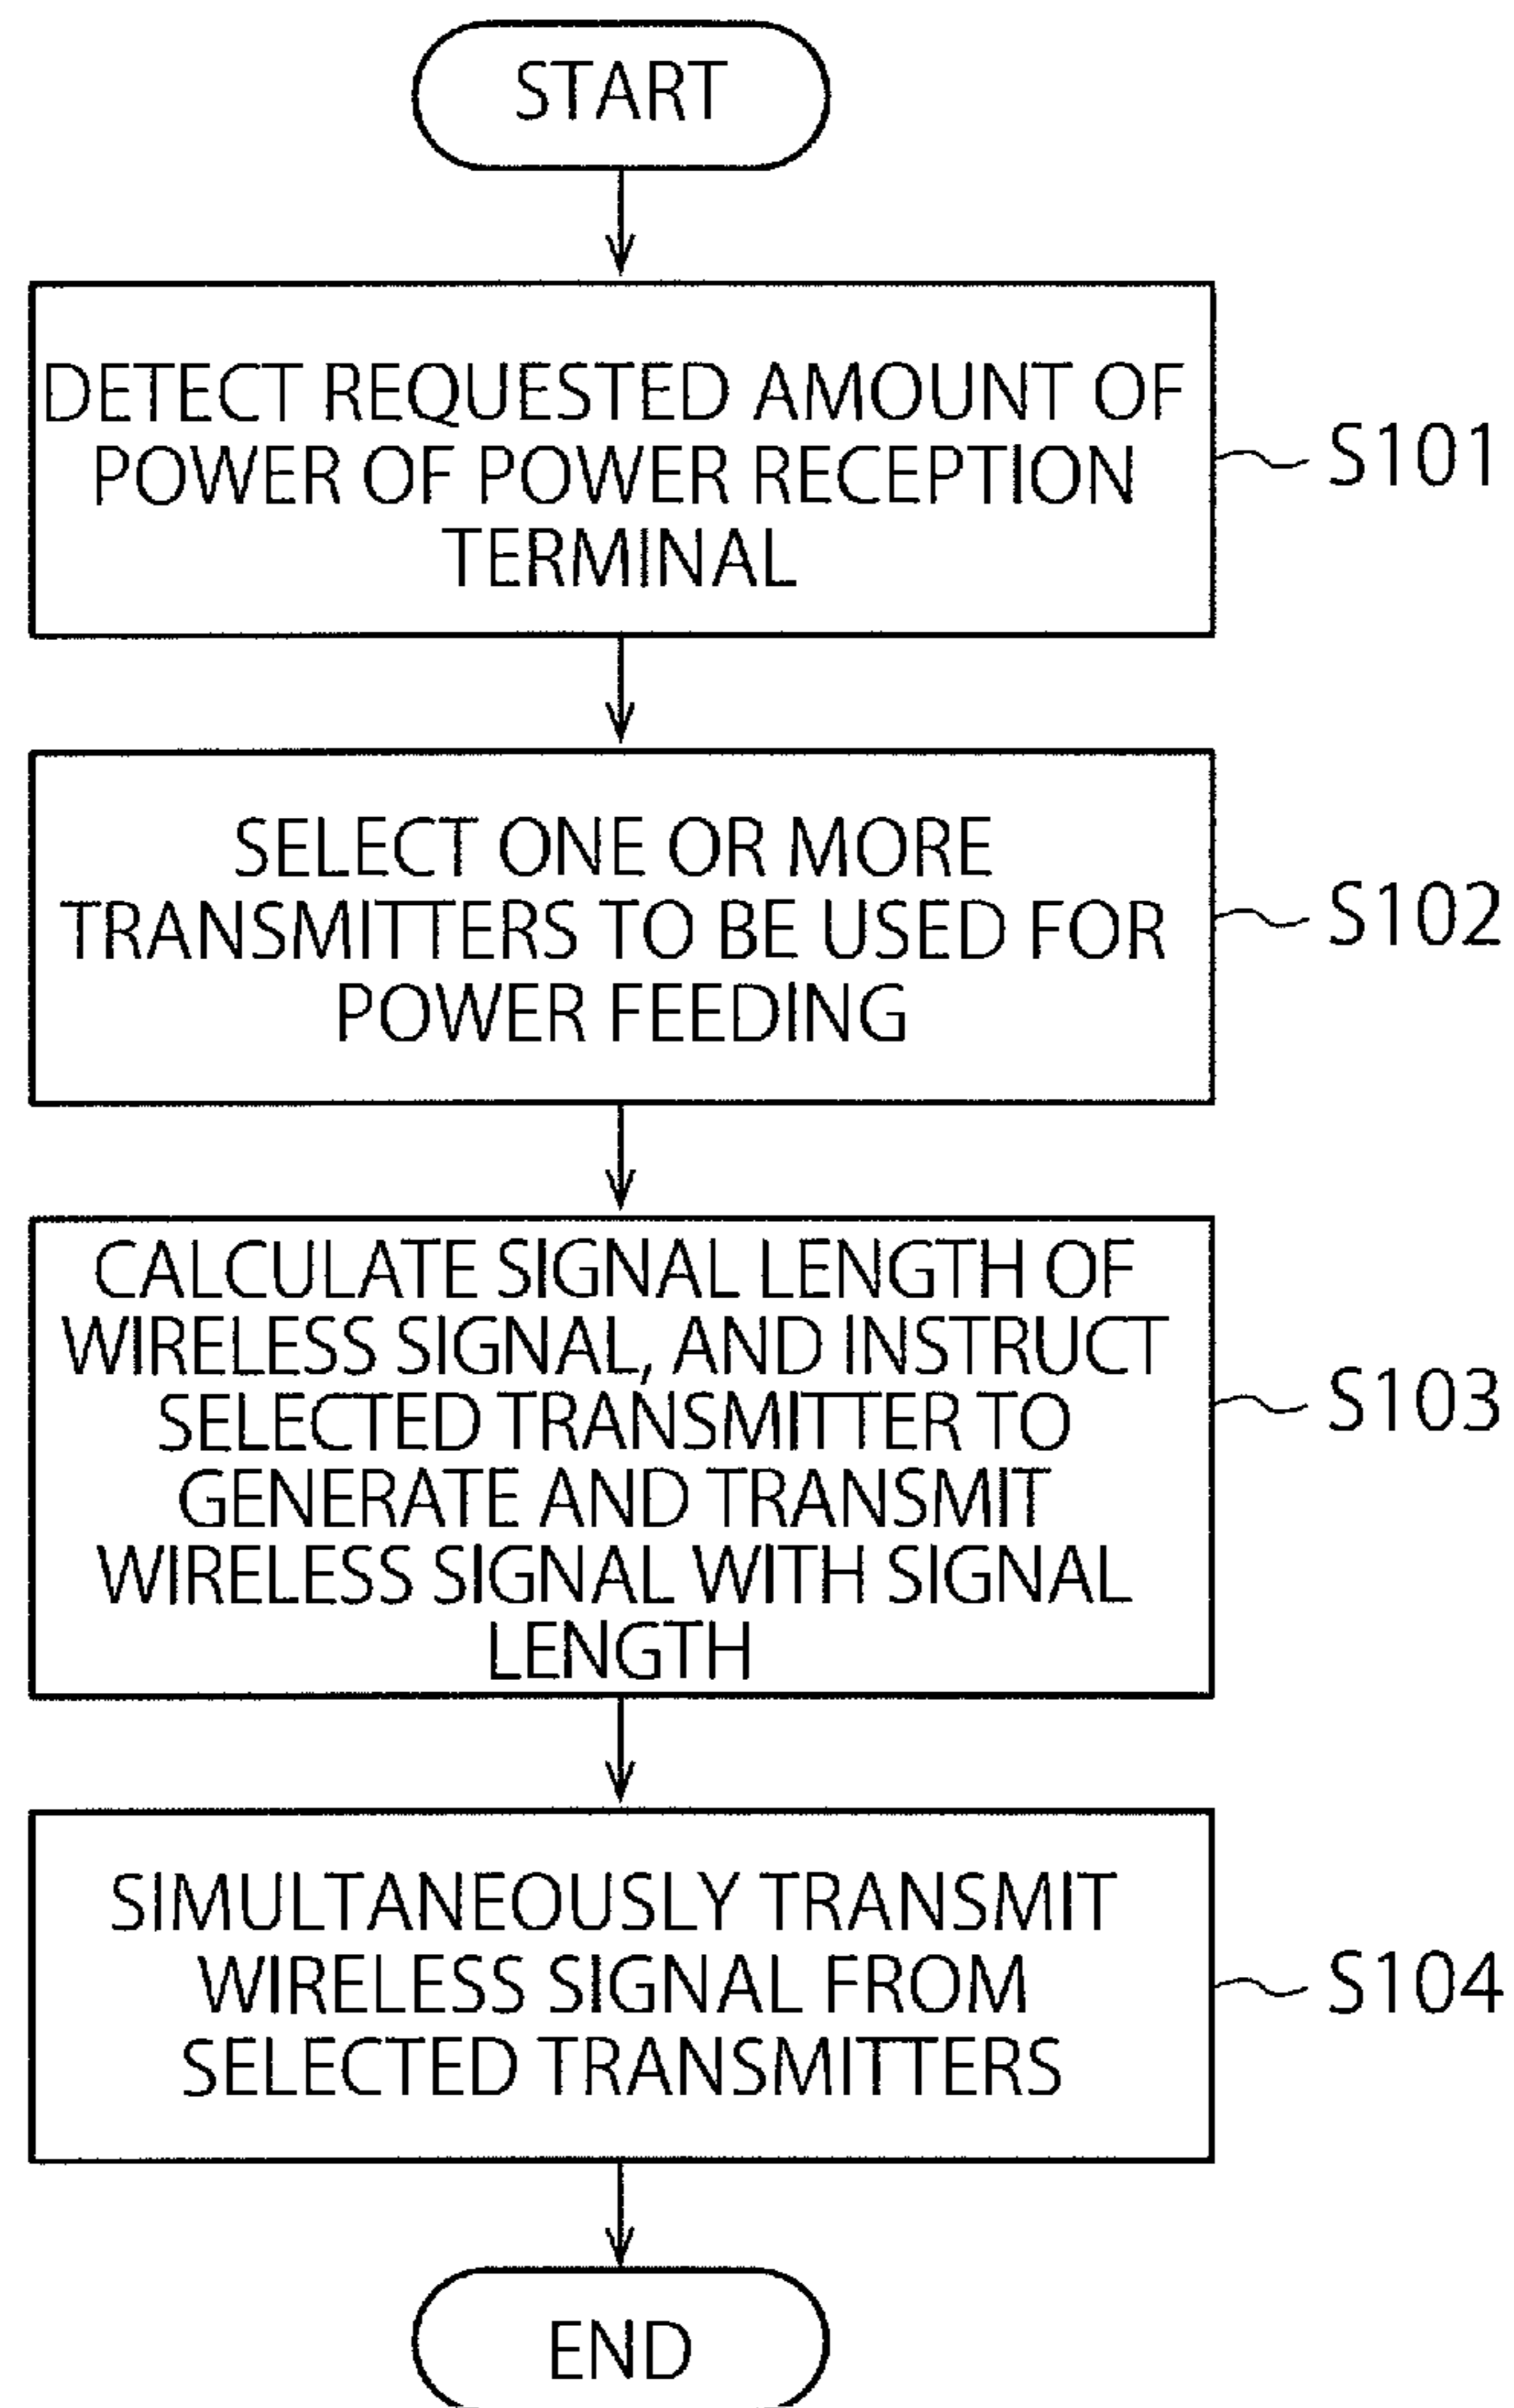 START
DETECT REQUESTED AMOUNT OF
POWER OF POWER RECEPTION
TERMINAL
S101
SELECT ONE OR MORE
TRANSMITTERS TO BE USED FOR
POWER FEEDING
S102
CALCULATE SIGNAL LENGTH OF
WIRELESS SIGNAL, AND INSTRUCT
SELECTED TRANSMITTER TO
GENERATE AND TRANSMIT
WIRELESS SIGNAL WITH SIGNAL
LENGTH
S103
SIMULTANEOUSLY TRANSMIT
WIRELESS SIGNAL FROM
SELECTED TRANSMITTERS
S104
END